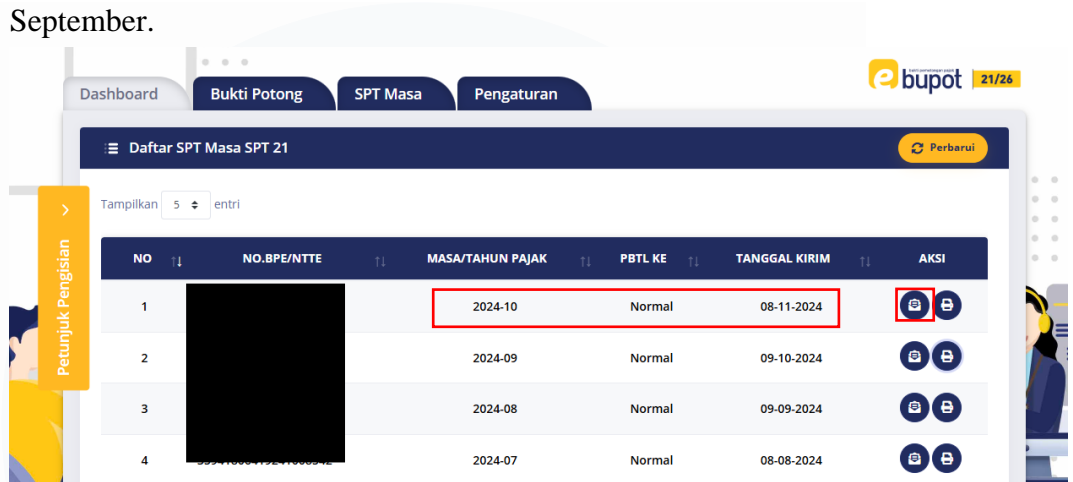 September.
e bupot 21/26
Dashboard Bukti Potong SPT Masa Pengaturan
Daftar SPT Masa SPT 21 Perbarui
Tampilkan 5 entri
Petunjuk Pengisian
NO NO.BPE/NTTE MASA/TAHUN PAJAK PBTL KE TANGGAL KIRIM AKSI
1 2024-10 Normal 08-11-2024
2 2024-09 Normal 09-10-2024
3 2024-08 Normal 09-09-2024
4 2024-07 Normal 08-08-2024